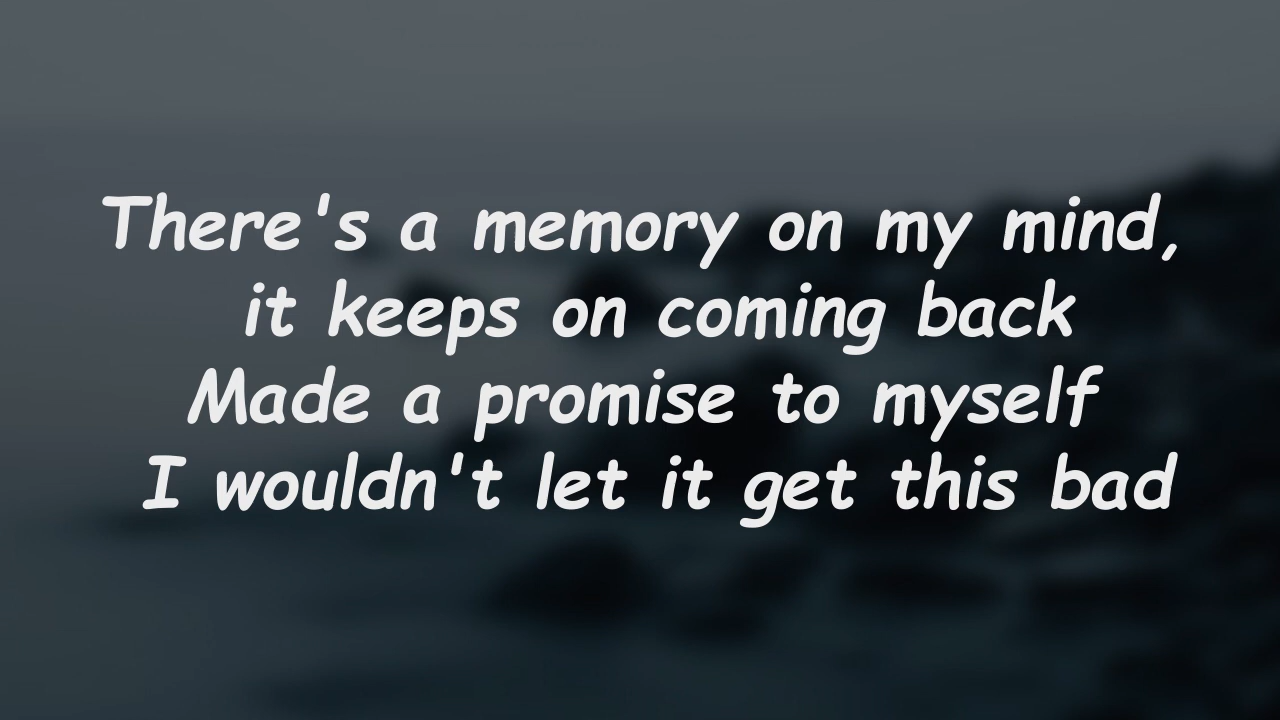 There's a memory on my mind,
it keeps on coming back
Made a promise to myself
I wouldn't let it get this bad